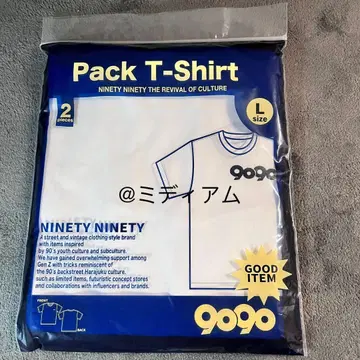 Pack T-Shirt
NINETY NINETY THE REVIVAL OF CULTURE
2
pieces
L
size
9090
@ミディアム
NINETY NINETY
A street and vintage clothing style brand
with items inspired
by 90's youth culture and subculture.
We have gained overwhelming support among
Gen Z with tricks reminiscent of
the 90's backstreet Harajuku culture,
such as limited items, futuristic concept stores
and collaborations with influencers and brands.
GOOD
ITEM
FRONT
BACK
9090